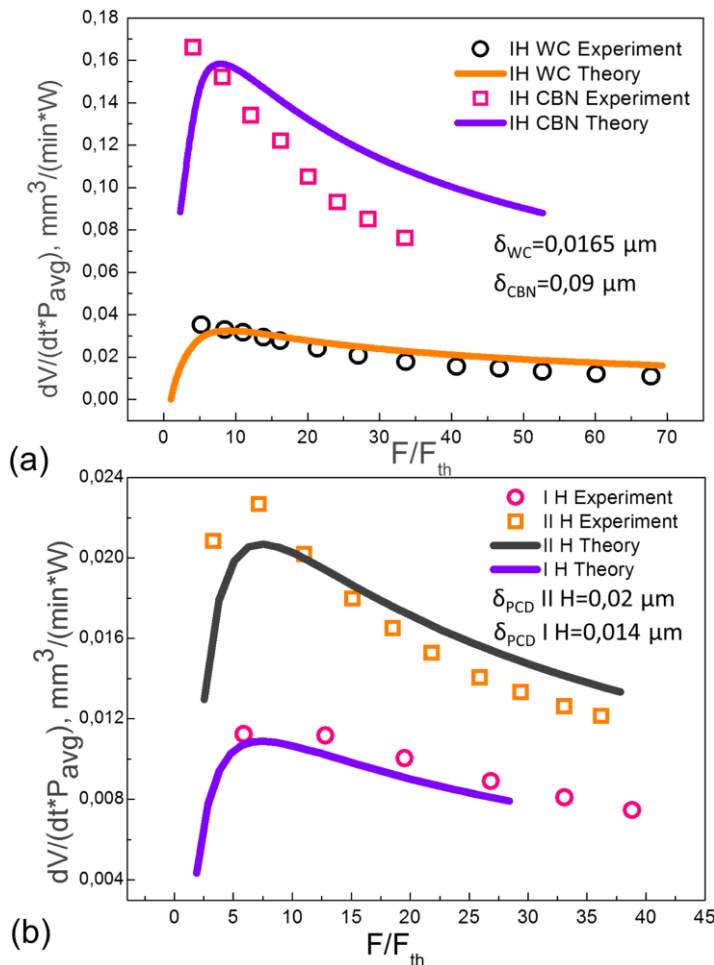 0,18
0,16
0,14
0,12
0,10
0,08
0,06
0,04
0,02
0,00
dV/(dt*P_avg), mm³/(min*W)
IH WC Experiment
IH WC Theory
IH CBN Experiment
IH CBN Theory
δ_WC=0,0165 μm
δ_CBN=0,09 μm
0 10 20 30 40 50 60 70
F/F_th
(a)
0,024
0,020
0,016
0,012
0,008
0,004
dV/(dt*P_avg), mm³/(min*W)
I H Experiment
II H Experiment
II H Theory
I H Theory
δ_PCD II H=0,02 μm
δ_PCD I H=0,014 μm
0 5 10 15 20 25 30 35 40 45
F/F_th
(b)